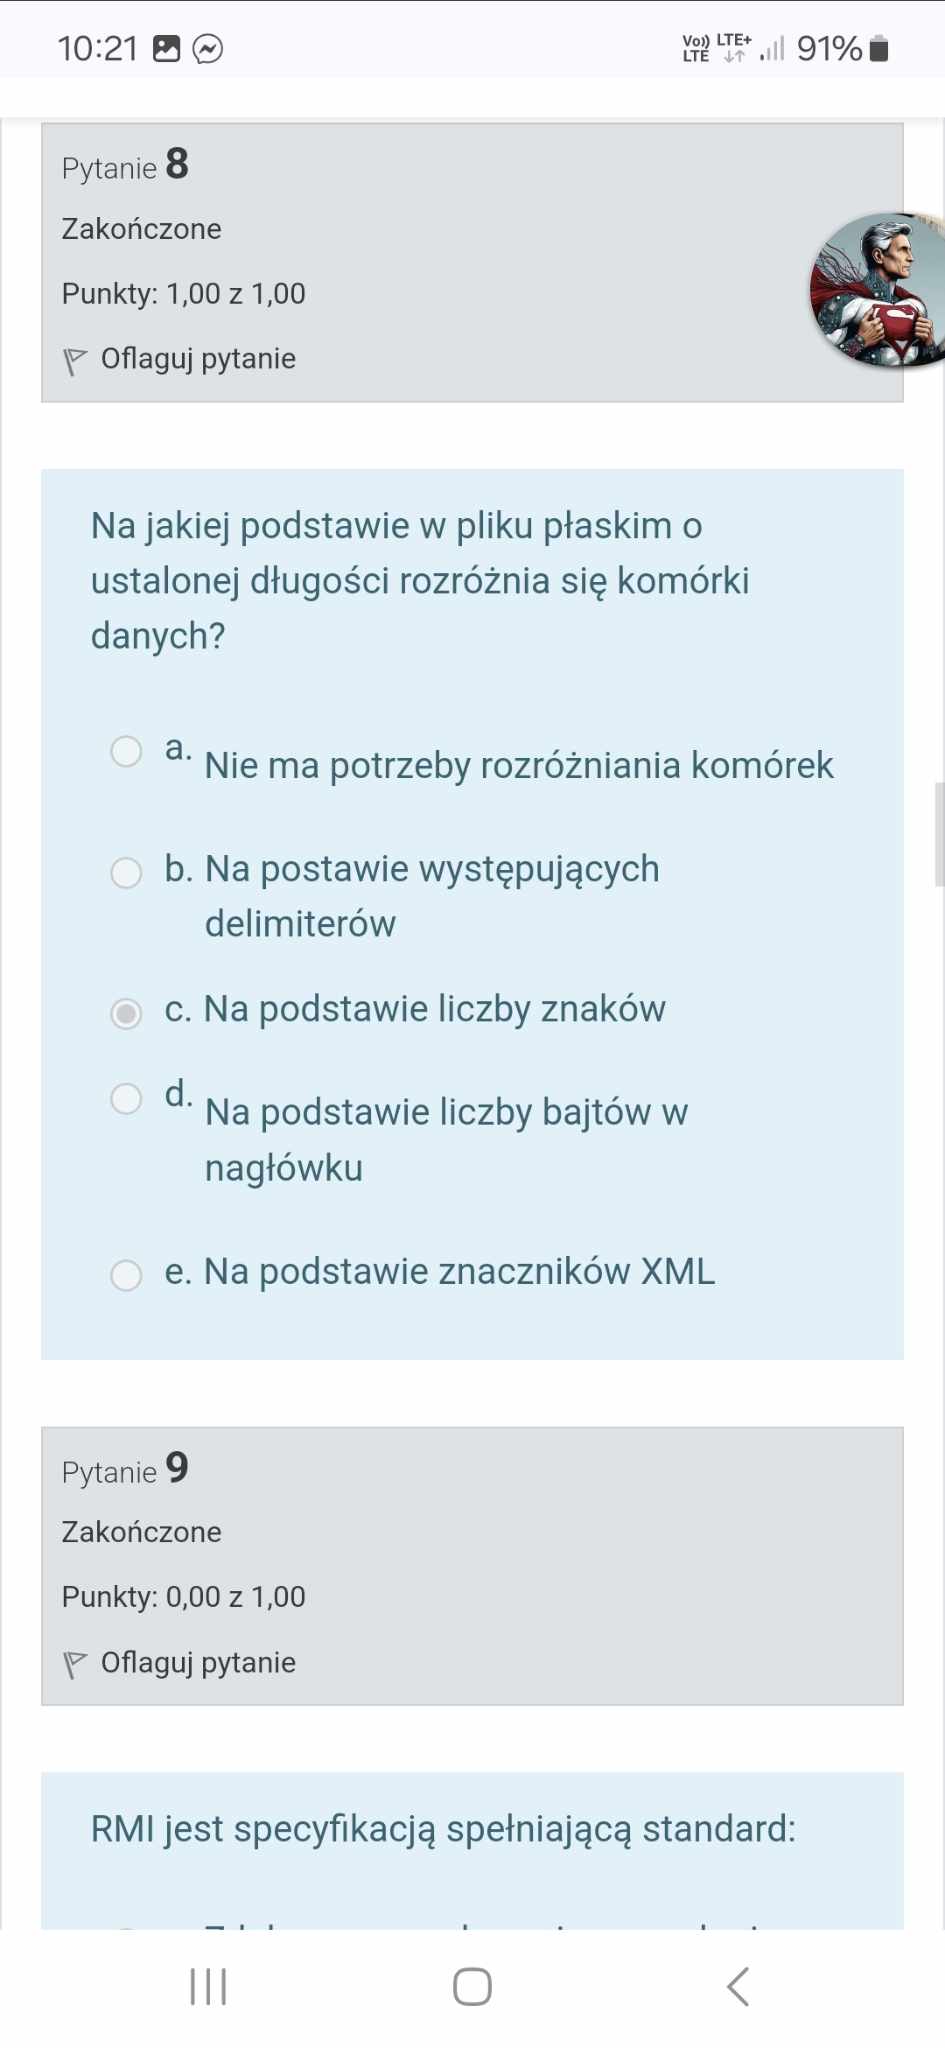 10:21
Vo)) LTE LTE+ 91%
Pytanie 8
Zakończone
Punkty: 1,00 z 1,00
Oflaguj pytanie
Na jakiej podstawie w pliku płaskim o
ustalonej długości rozróżnia się komórki
danych?
a. Nie ma potrzeby rozróżniania komórek
b. Na postawie występujących
delimiterów
c. Na podstawie liczby znaków
d. Na podstawie liczby bajtów w
nagłówku
e. Na podstawie znaczników XML
Pytanie 9
Zakończone
Punkty: 0,00 z 1,00
Oflaguj pytanie
RMI jest specyfikacją spełniającą standard: